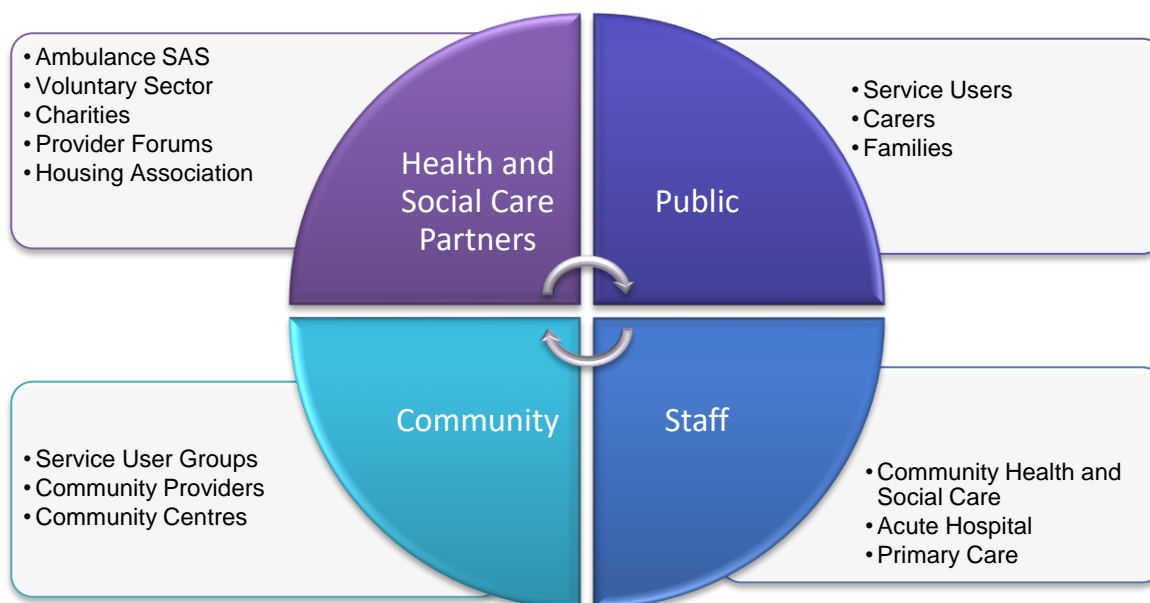 • Ambulance SAS
• Voluntary Sector
• Charities
• Provider Forums
• Housing Association
Health and
Social Care
Partners
Public
• Service Users
• Carers
• Families
• Service User Groups
• Community Providers
• Community Centres
Community
Staff
• Community Health and
Social Care
• Acute Hospital
• Primary Care